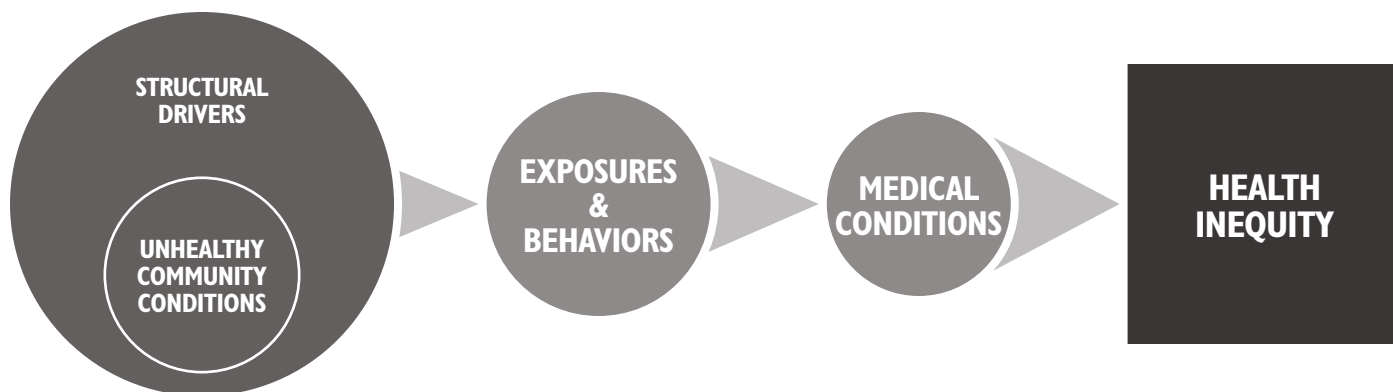 STRUCTURAL
DRIVERS
UNHEALTHY
COMMUNITY
CONDITIONS
EXPOSURES
&
BEHAVIORS
MEDICAL
CONDITIONS
HEALTH
INEQUITY